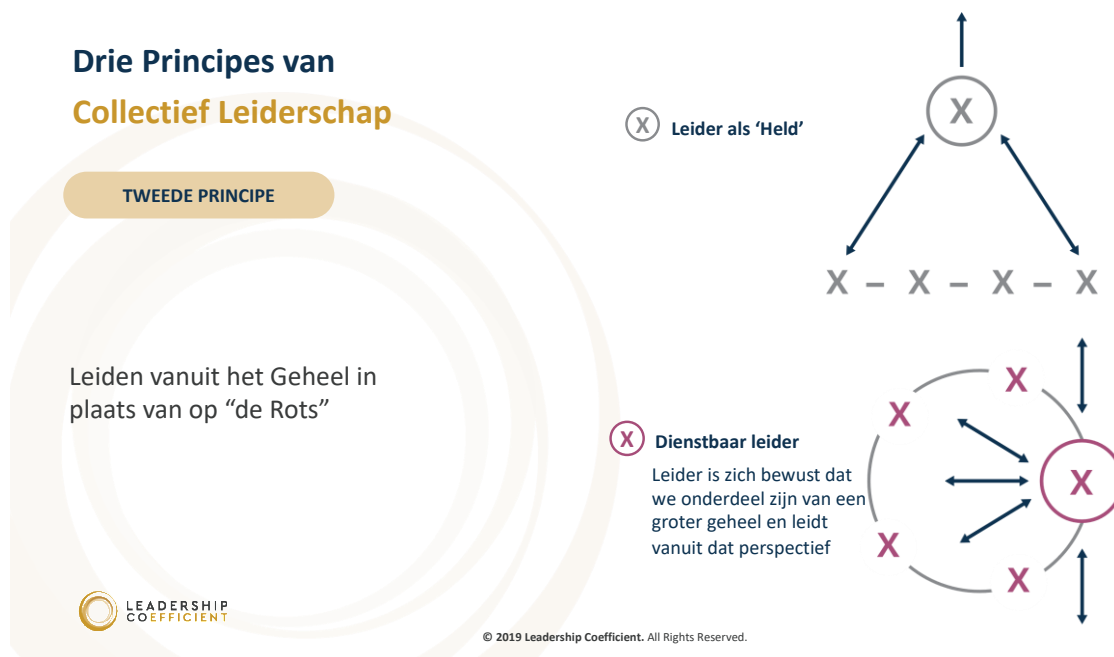 Drie Principes van
Collectief Leiderschap
TWEEDE PRINCIPE
Leiden vanuit het Geheel in
plaats van op “de Rots”
X Leider als ‘Held’
X
X – X – X – X
X Dienstbaar leider
Leider is zich bewust dat
we onderdeel zijn van een
groter geheel en leidt
vanuit dat perspectief
X
X
X
X
X
LEADERSHIP
COEFFICIENT
© 2019 Leadership Coefficient. All Rights Reserved.